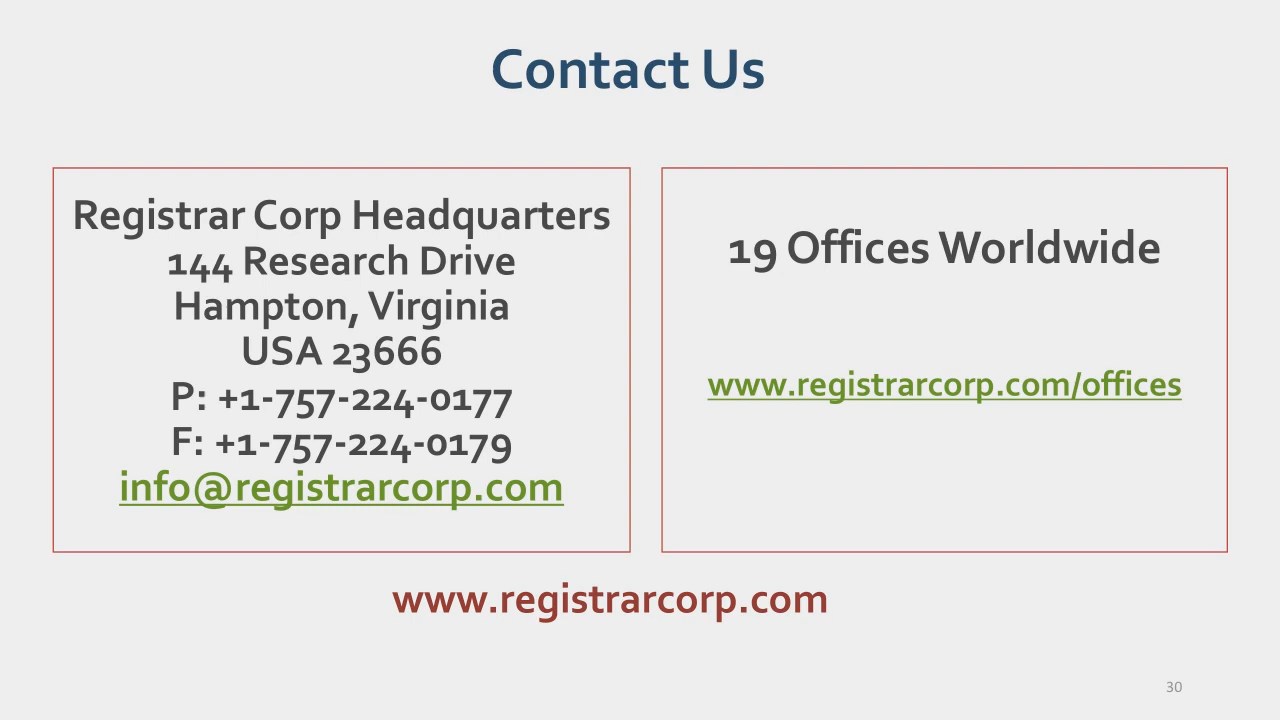 Contact Us
Registrar Corp Headquarters
144 Research Drive
Hampton, Virginia
USA 23666
P: +1-757-224-0177
F: +1-757-224-0179
info@registrarcorp.com
19 Offices Worldwide
www.registrarcorp.com/offices
www.registrarcorp.com
30